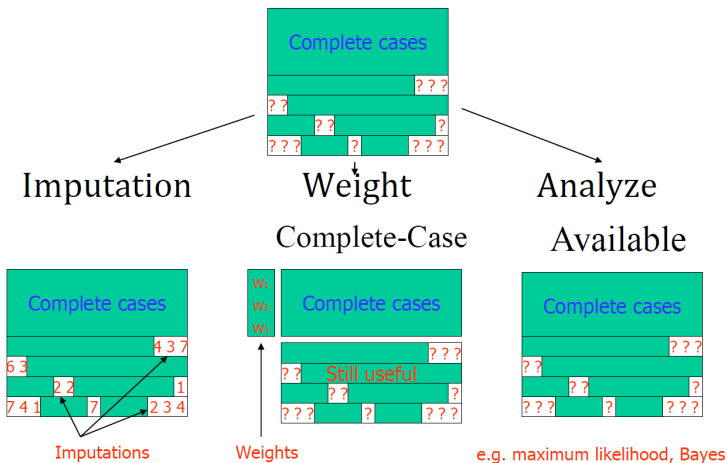 Complete cases
? ? ?
? ?
? ? ?
? ? ? ? ? ? ?
Imputation Weight Analyze
Complete-Case Available
Complete cases
4 3 7
6 3
2 2 1
7 4 1 7 2 3 4
Imputations
w₁
w₂
w₃
Complete cases
? ? ?
? ? Still useful
? ? ?
? ? ? ? ? ? ?
Weights
Complete cases
? ? ?
? ?
? ? ?
? ? ? ? ? ? ?
e.g. maximum likelihood, Bayes